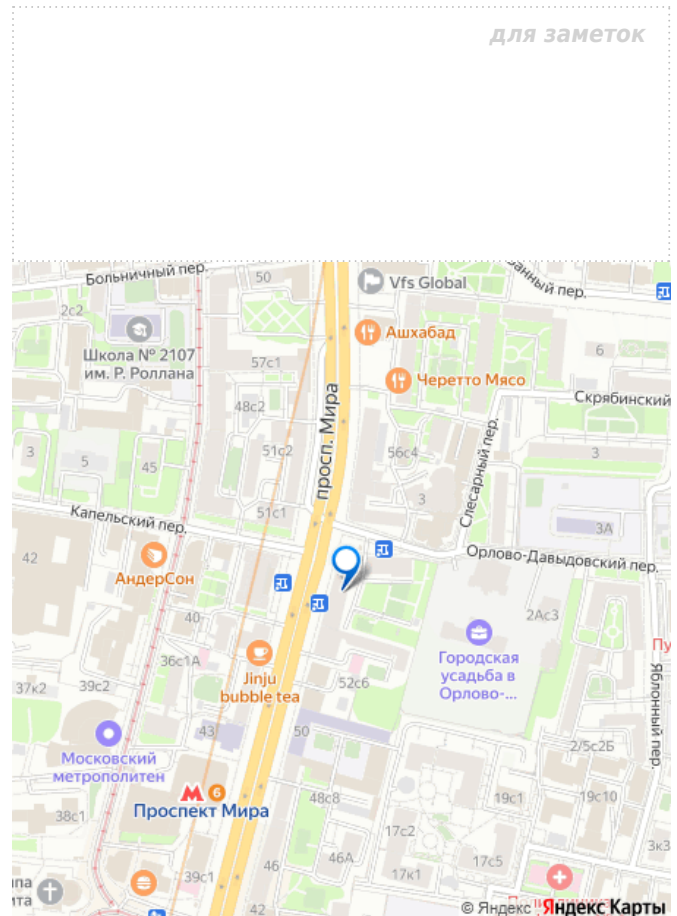 для заметок
Больничный пер.
50
Vfs Global
2с2
Ашхабад
Школа № 2107
им. Р. Роллана
57с1
6
Черетто Мясо
Скрябинский
48с2
просп. Мира
Слесарный пер.
3
5
45
51с2
56с4
3
3
51с1
3А
Капельский пер.
Орлово-Давыдовский пер.
42
АндерСон
40
2Ас3
36с1А
Jinju
bubble tea
Городская
усадьба в
Орлово-...
Яблонный пер.
37к2
39с2
52с6
43
50
Московский
метрополитен
2/5с2Б
М
6
Проспект Мира
38с1
48с8
19с1
19с10
17с2
3к3
46
46А
17с5
39с1
17к1
42
© Яндекс
Яндекс Карты